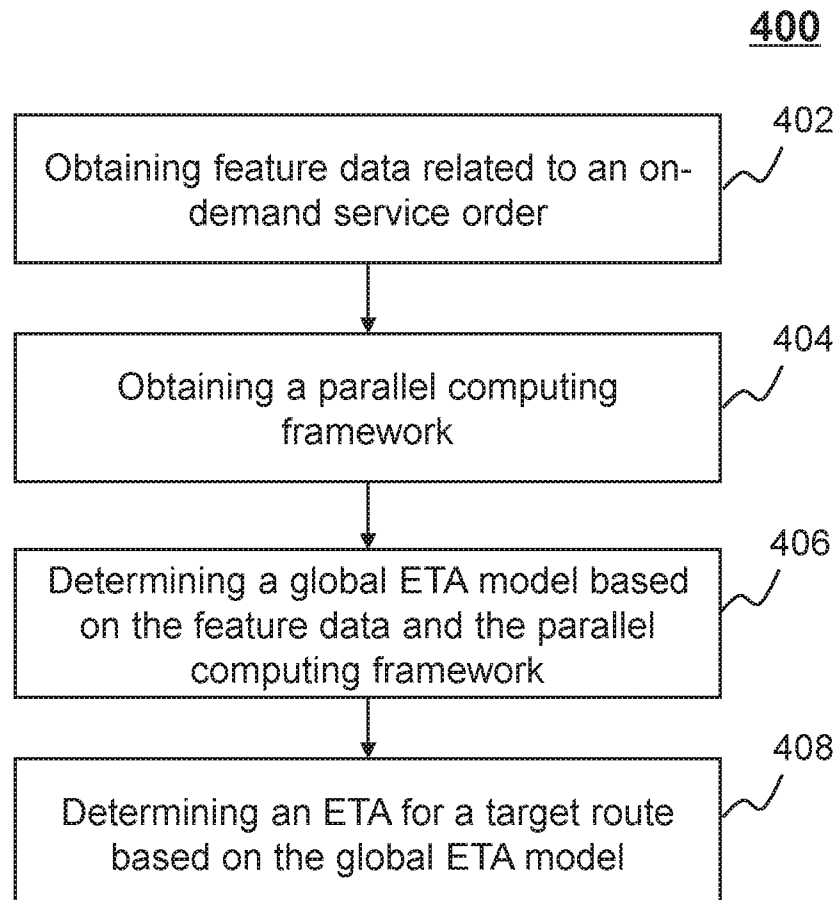 400
402
Obtaining feature data related to an on-
demand service order
404
Obtaining a parallel computing
framework
406
Determining a global ETA model based
on the feature data and the parallel
computing framework
408
Determining an ETA for a target route
based on the global ETA model